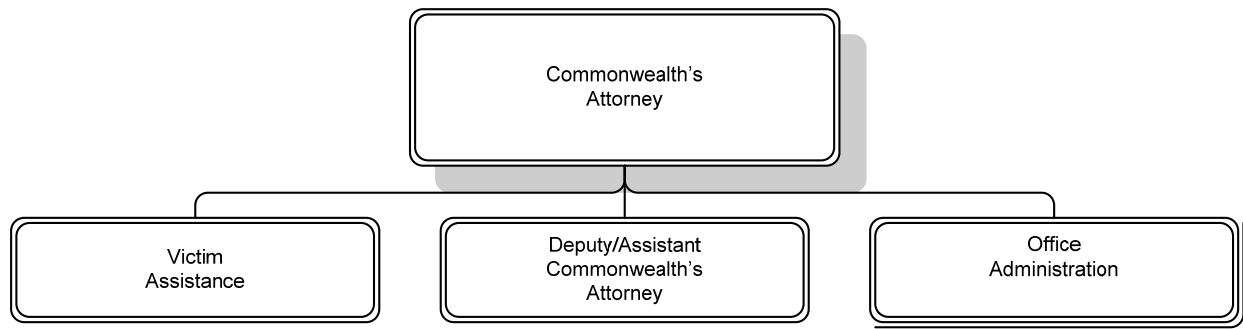 Commonwealth's
Attorney
Victim
Assistance
Deputy/Assistant
Commonwealth's
Attorney
Office
Administration